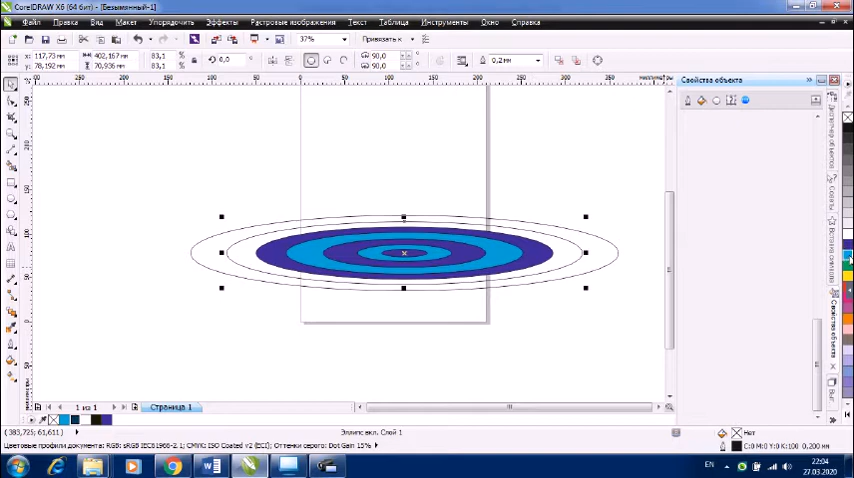 CorelDRAW X6 (64 бит) - [Безымянный-1]
Файл Правка Вид Макет Упорядочить Эффекты Растровые изображения Текст Таблица Инструменты Окно Справка
37% Привязать к
x: 117,73 мм 402,167 мм 83,1 % 0,0 ° 90,0 0,2 мм
y: 78,192 мм 70,936 мм 83,1 % 90,0
Свойства объекта
Диспетчер объектов
Советы
Вставка символа
Свойства объекта
1 из 1 Страница 1
( 383,725; 61,611) Эллипс вкл. Слой 1 Нет
Цветовые профили документа: RGB: sRGB IEC61966-2.1; CMYK: ISO Coated v2 (ECI); Оттенки серого: Dot Gain 15% C:0 M:0 Y:0 K:100 0,200 мм
EN 22:04
27.03.2020